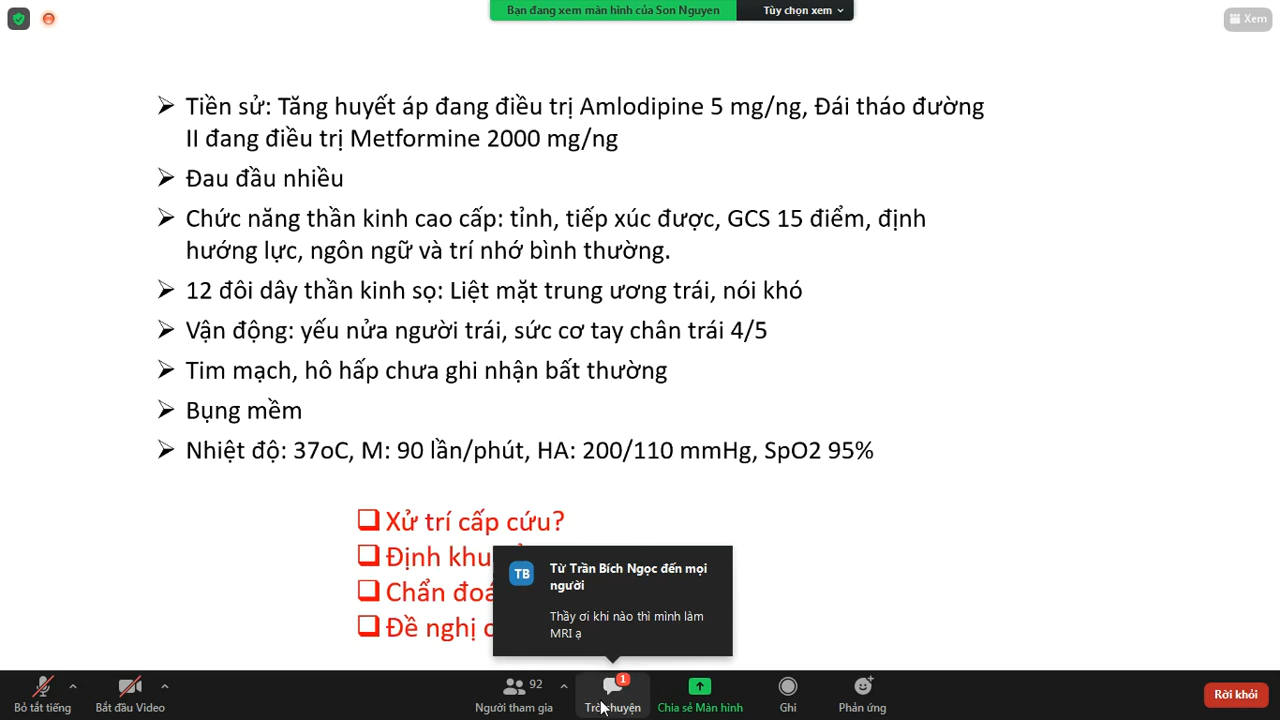 Bạn đang xem màn hình của Son Nguyen
Tùy chọn xem
Xem
Tiền sử: Tăng huyết áp đang điều trị Amlodipine 5 mg/ng, Đái tháo đường
II đang điều trị Metformine 2000 mg/ng
Đau đầu nhiều
Chức năng thần kinh cao cấp: tỉnh, tiếp xúc được, GCS 15 điểm, định
hướng lực, ngôn ngữ và trí nhớ bình thường.
12 đôi dây thần kinh sọ: Liệt mặt trung ương trái, nói khó
Vận động: yếu nửa người trái, sức cơ tay chân trái 4/5
Tim mạch, hô hấp chưa ghi nhận bất thường
Bụng mềm
Nhiệt độ: 37oC, M: 90 lần/phút, HA: 200/110 mmHg, SpO2 95%
Xử trí cấp cứu?
Định khu
Chẩn đoá
Đề nghị
TB
Từ Trần Bích Ngọc đến mọi
người
Thầy ơi khi nào thì mình làm
MRI ạ
92
1
Bỏ tắt tiếng
Bắt đầu Video
Người tham gia
Trò chuyện
Chia sẻ Màn hình
Ghi
Phản ứng
Rời khỏi